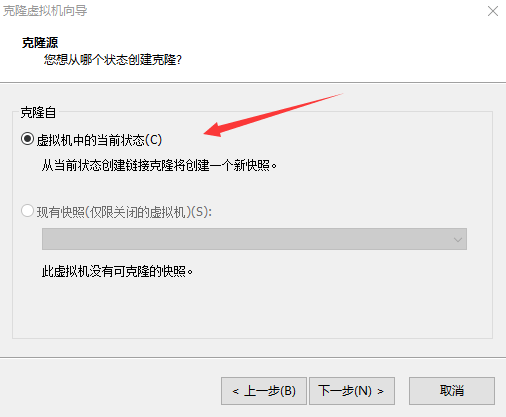 克隆虚拟机向导
克隆源
您想从哪个状态创建克隆?
克隆自
虚拟机中的当前状态(C)
从当前状态创建链接克隆将创建一个新快照。
现有快照(仅限关闭的虚拟机)(S):
此虚拟机没有可克隆的快照。
< 上一步(B) 下一步(N) > 取消